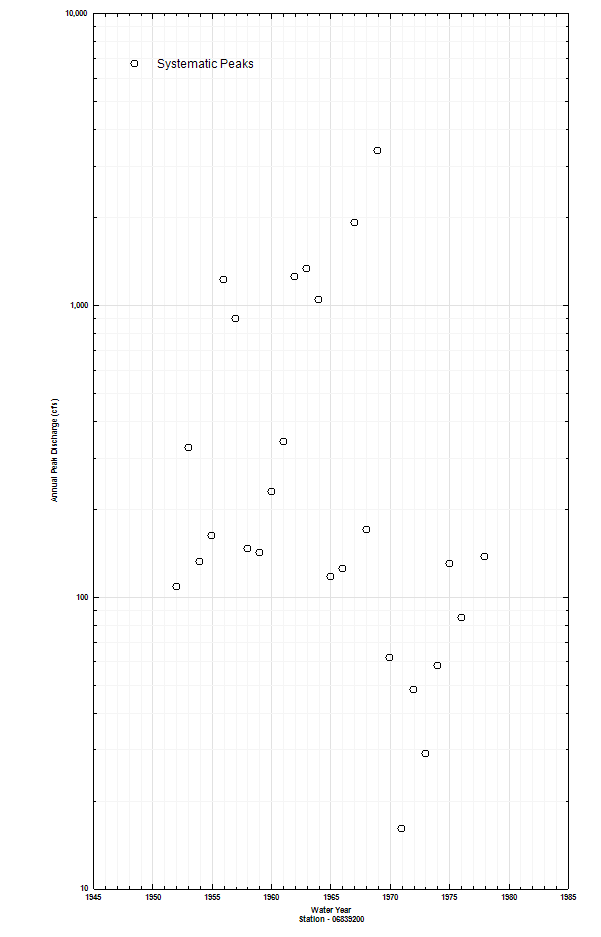 10,000
Systematic Peaks
1,000
Annual Peak Discharge (cfs)
100
10
1945 1950 1955 1960 1965 1970 1975 1980 1985
Water Year
Station - 06839200